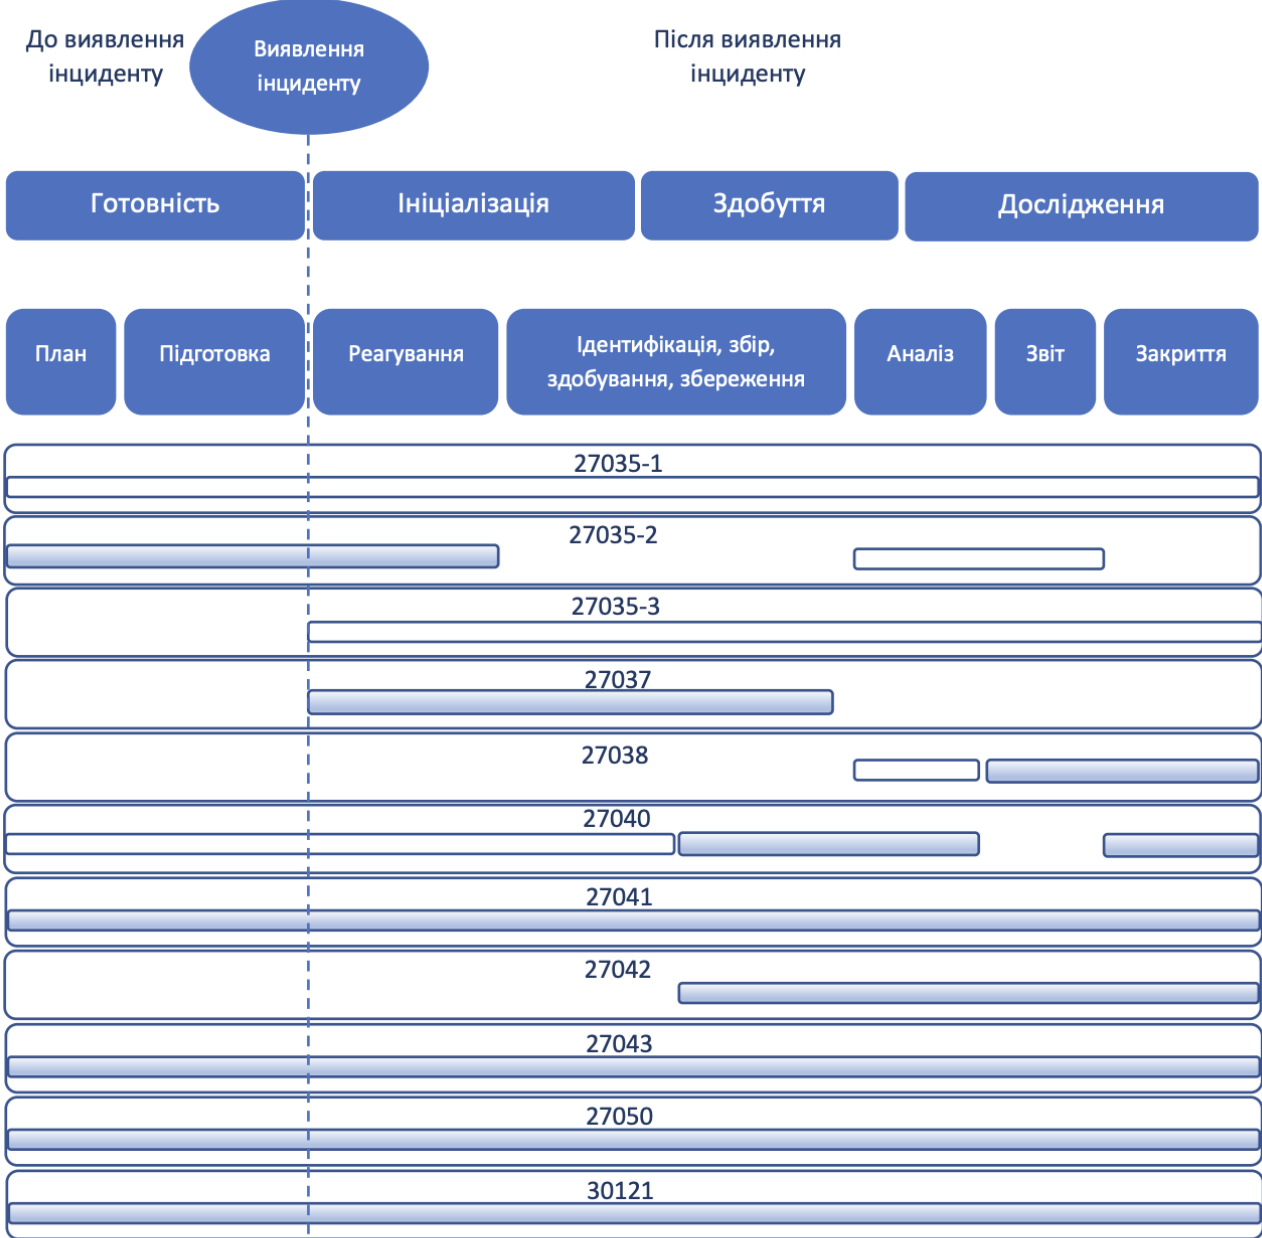 До виявлення
інциденту
Виявлення
інциденту
Після виявлення
інциденту
Готовність
Ініціалізація
Здобуття
Дослідження
План
Підготовка
Реагування
Ідентифікація, збір,
здобування, збереження
Аналіз
Звіт
Закриття
27035-1
27035-2
27035-3
27037
27038
27040
27041
27042
27043
27050
30121